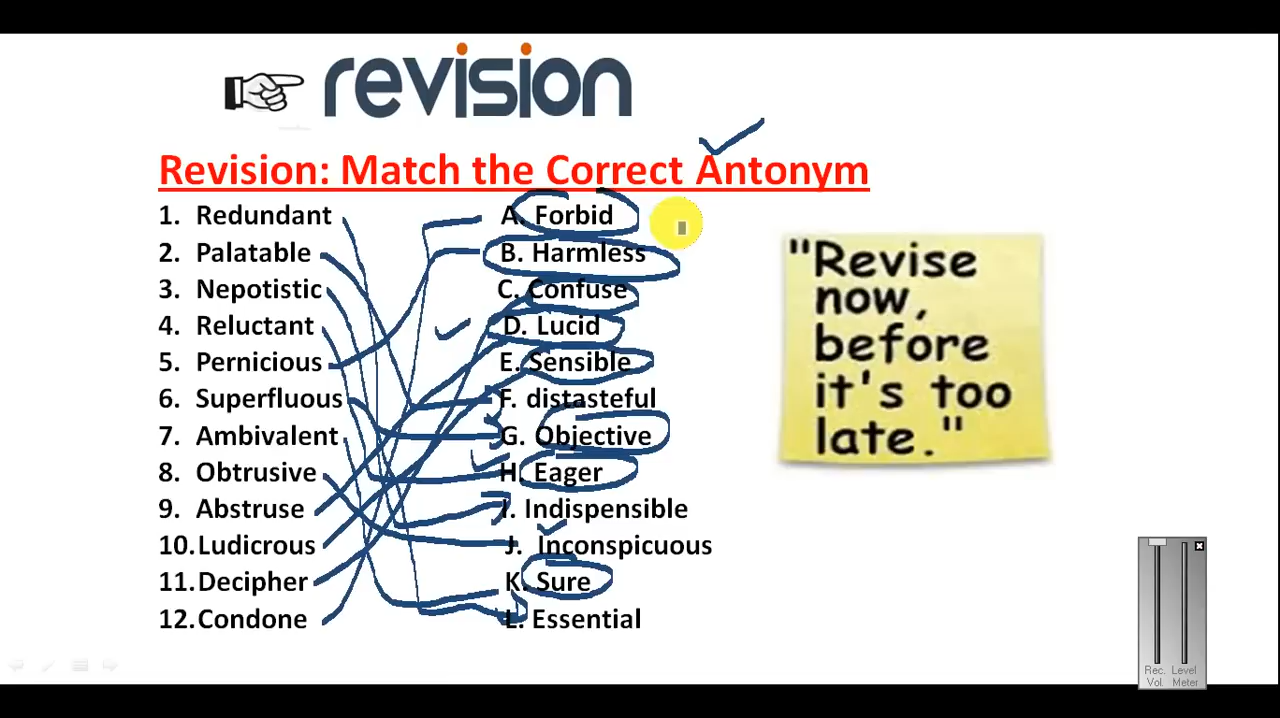 revision
Revision: Match the Correct Antonym
1. Redundant A. Forbid
2. Palatable B. Harmless
3. Nepotistic C. Confuse
4. Reluctant D. Lucid
5. Pernicious E. Sensible
6. Superfluous F. distasteful
7. Ambivalent G. Objective
8. Obtrusive H. Eager
9. Abstruse I. Indispensible
10. Ludicrous J. Inconspicuous
11. Decipher K. Sure
12. Condone L. Essential
"Revise
now,
before
it's too
late."
Rec. Level
Vol. Meter